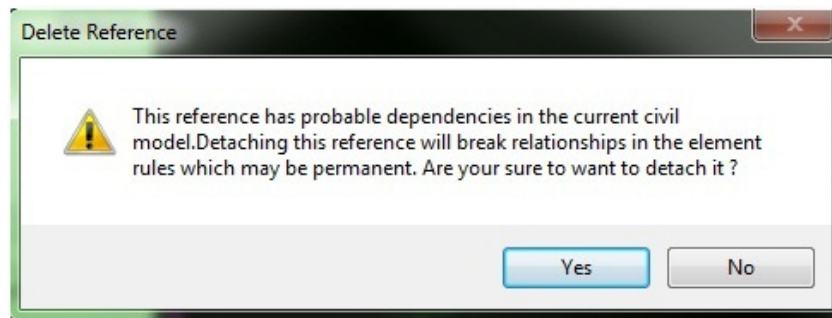 Delete Reference
This reference has probable dependencies in the current civil
model.Detaching this reference will break relationships in the element
rules which may be permanent. Are your sure to want to detach it ?
Yes No